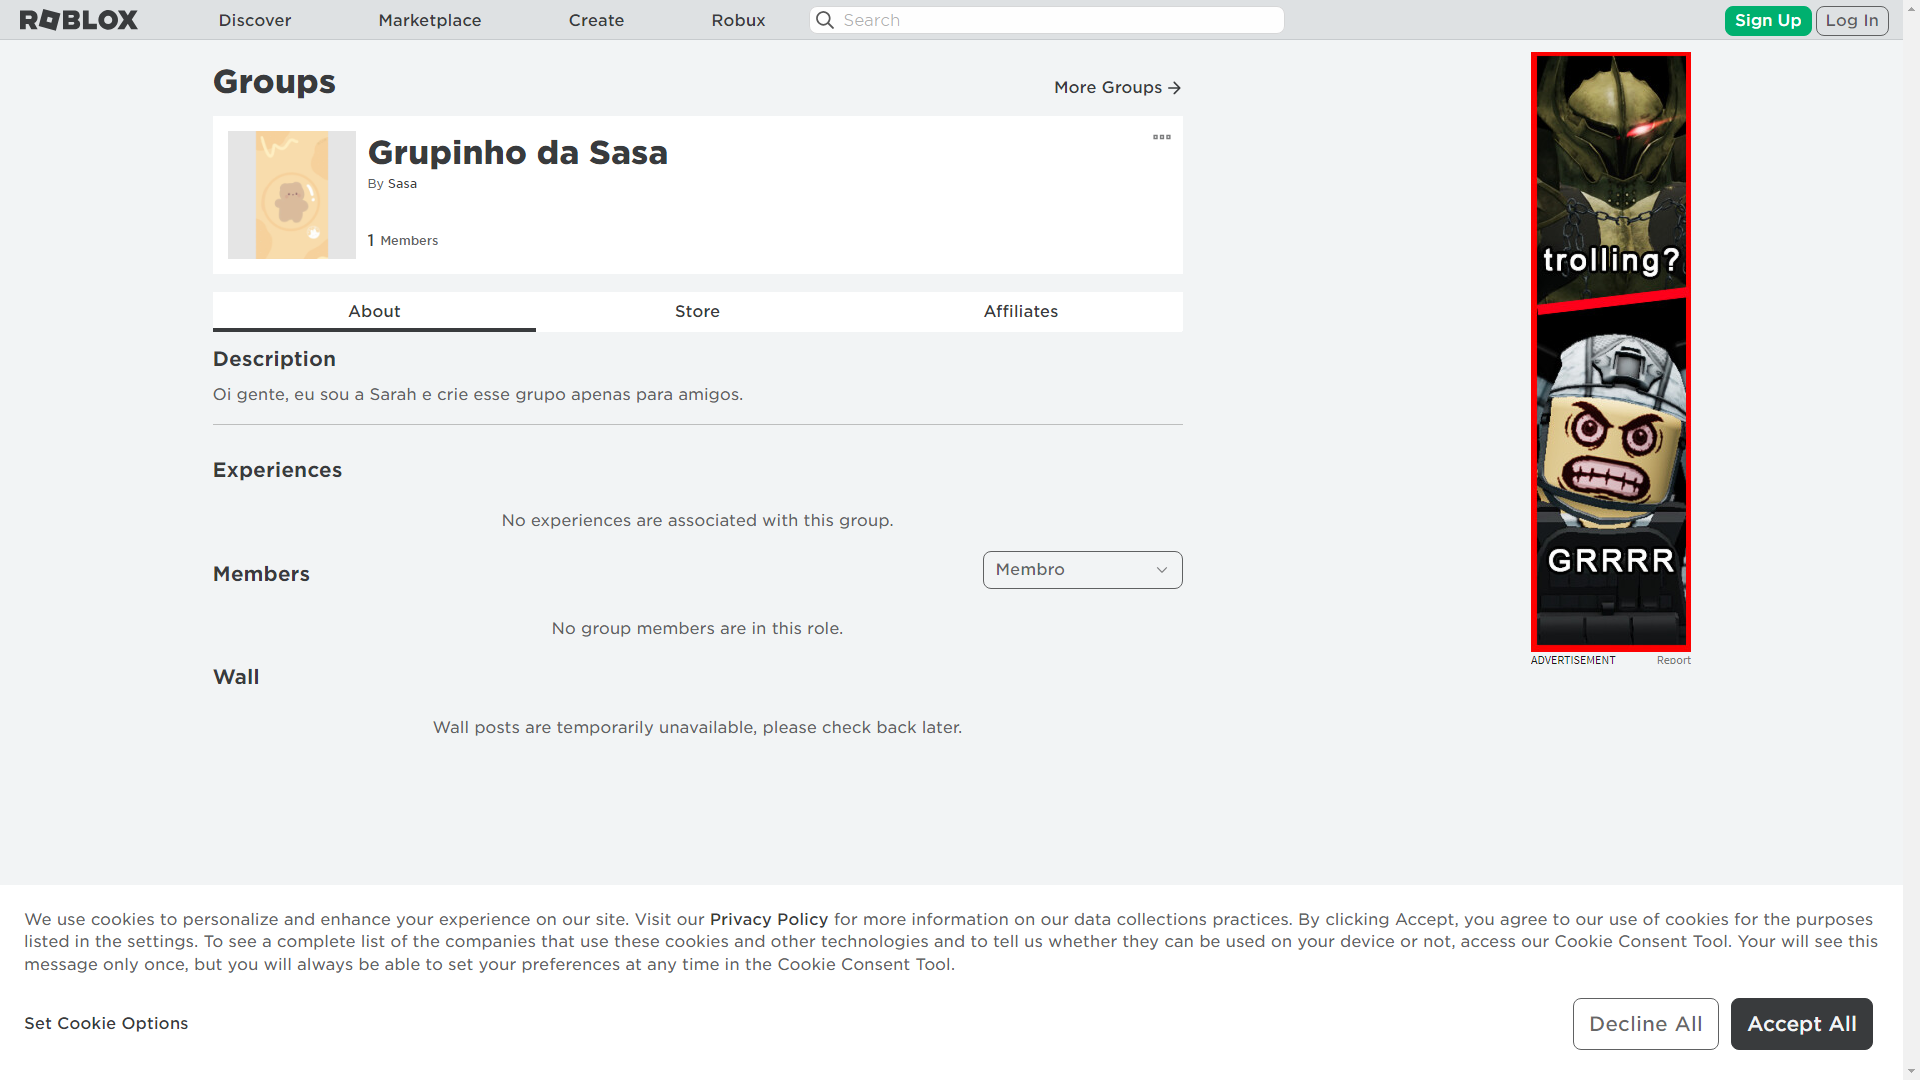 ROBLOX
Discover
Marketplace
Create
Robux
Search
Sign Up
Log In
Groups
More Groups
Grupinho da Sasa
By Sasa
1 Members
About
Store
Affiliates
Description
Oi gente, eu sou a Sarah e crie esse grupo apenas para amigos.
Experiences
No experiences are associated with this group.
Members
Membro
No group members are in this role.
Wall
Wall posts are temporarily unavailable, please check back later.
trolling?
GRRRR
ADVERTISEMENT
Report
We use cookies to personalize and enhance your experience on our site. Visit our Privacy Policy for more information on our data collections practices. By clicking Accept, you agree to our use of cookies for the purposes
listed in the settings. To see a complete list of the companies that use these cookies and other technologies and to tell us whether they can be used on your device or not, access our Cookie Consent Tool. Your will see this
message only once, but you will always be able to set your preferences at any time in the Cookie Consent Tool.
Set Cookie Options
Decline All
Accept All